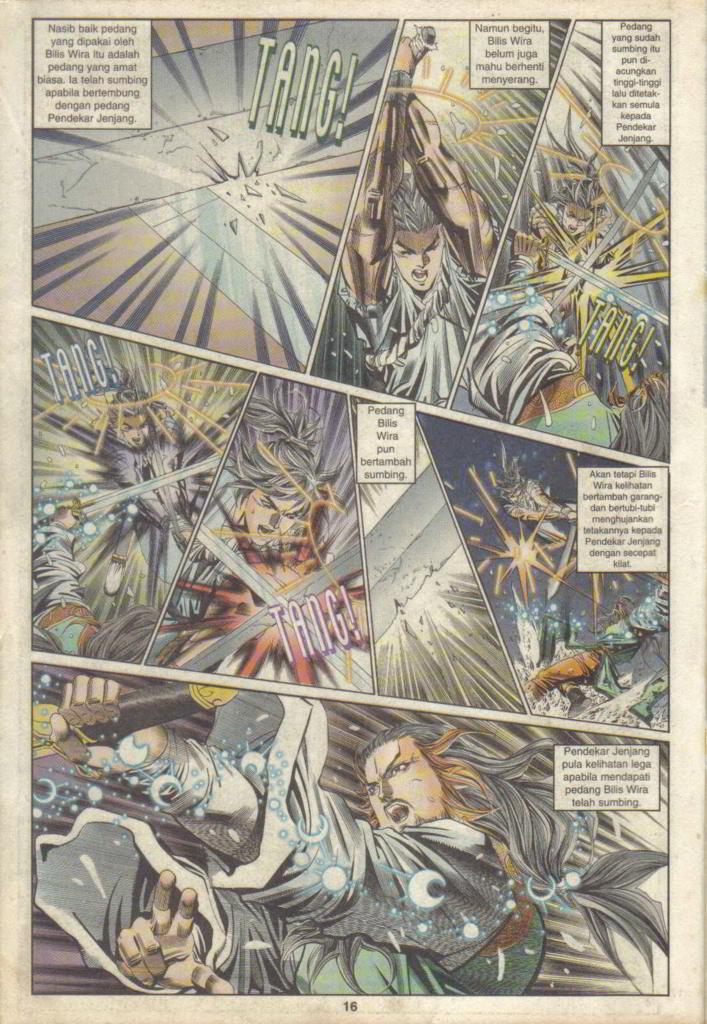 Nasib baik pedang
yang dipakai oleh
Bilis Wira itu adalah
pedang yang amat
biasa. Ia telah sumbing
apabila bertembung
dengan pedang
Pendekar Jenjang.
TANG!
Namun begitu,
Bilis Wira
belum juga
mahu berhenti
menyerang.
Pedang
yang sudah
sumbing itu
pun di-
acungkan
tinggi-tinggi
lalu ditetak-
kan semula
kepada
Pendekar
Jenjang.
TANG!
TANG!
TANG!
Pedang
Bilis
Wira
pun
bertambah
sumbing.
Akan tetapi Bilis
Wira kelihatan
bertambah garang-
dan bertubi-tubi
menghujankan
tetakannya kepada
Pendekar Jenjang
dengan secepat
kilat.
Pendekar Jenjang
pula kelihatan lega
apabila mendapati
pedang Bilis Wira
telah sumbing.
16